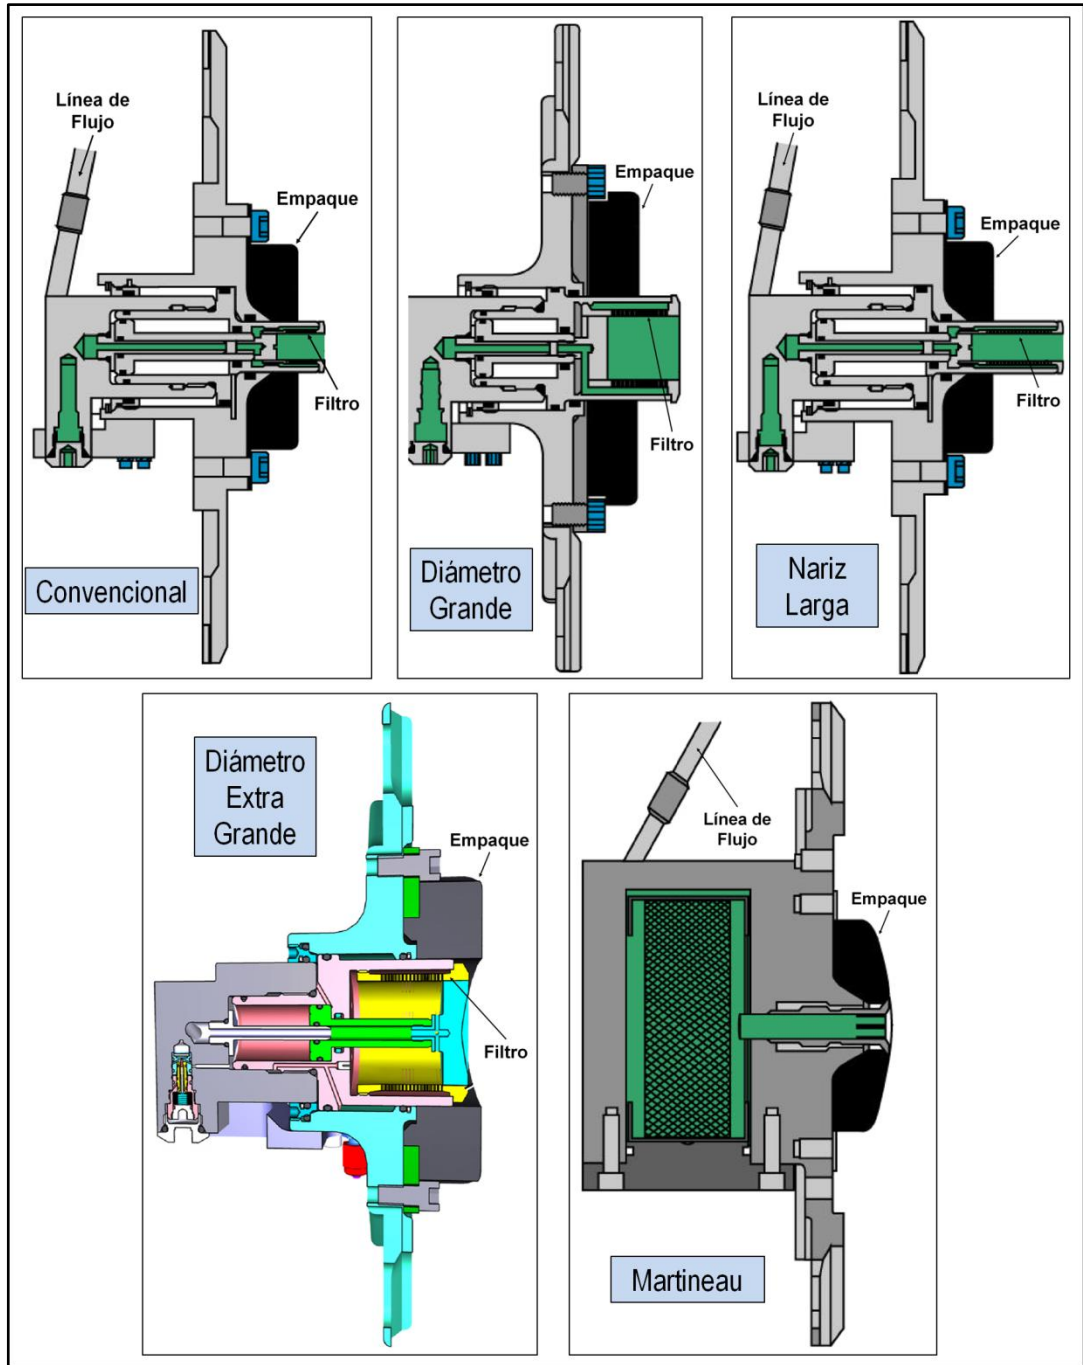 Línea de
Flujo
Empaque
Filtro
Convencional
Empaque
Filtro
Diámetro
Grande
Línea de
Flujo
Empaque
Filtro
Nariz
Larga
Diámetro
Extra
Grande
Empaque
Filtro
Línea de
Flujo
Empaque
Martineau